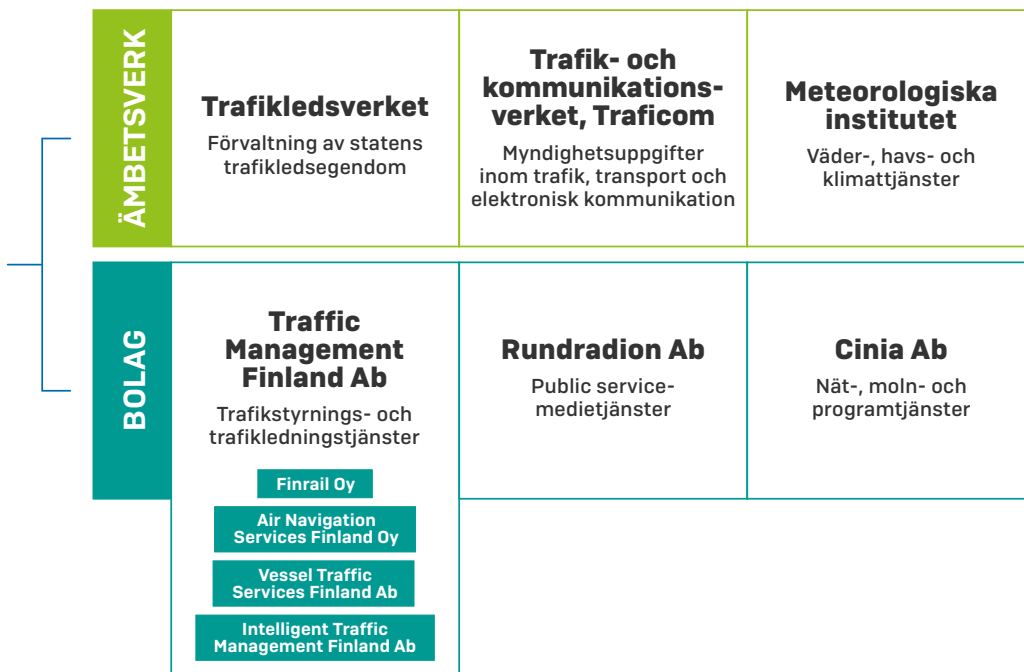 ÄMBETSVERK
Trafikledsverket
Förvaltning av statens
trafikledsegendom
Trafik- och
kommunikations-
verket, Traficom
Myndighetsuppgifter
inom trafik, transport och
elektronisk kommunikation
Meteorologiska
institutet
Väder-, havs- och
klimattjänster
BOLAG
Traffic
Management
Finland Ab
Trafikstyrnings- och
trafikledningstjänster
Finrail Oy
Air Navigation
Services Finland Oy
Vessel Traffic
Services Finland Ab
Intelligent Traffic
Management Finland Ab
Rundradion Ab
Public service-
medietjänster
Cinia Ab
Nät-, moln- och
programtjänster